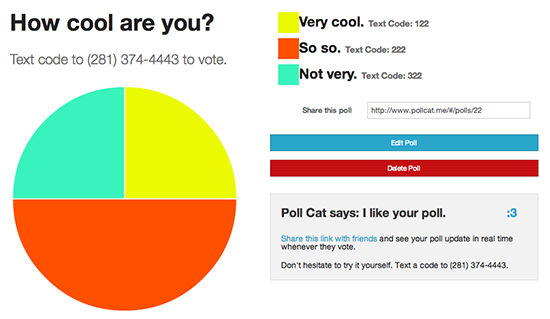 How cool are you?
Text code to (281) 374-4443 to vote.
Very cool. Text Code: 122
So so. Text Code: 222
Not very. Text Code: 322
Share this poll http://www.pollcat.me/#/polls/22
Edit Poll
Delete Poll
Poll Cat says: I like your poll. :3
Share this link with friends and see your poll update in real time
whenever they vote.
Don't hesitate to try it yourself. Text a code to (281) 374-4443.